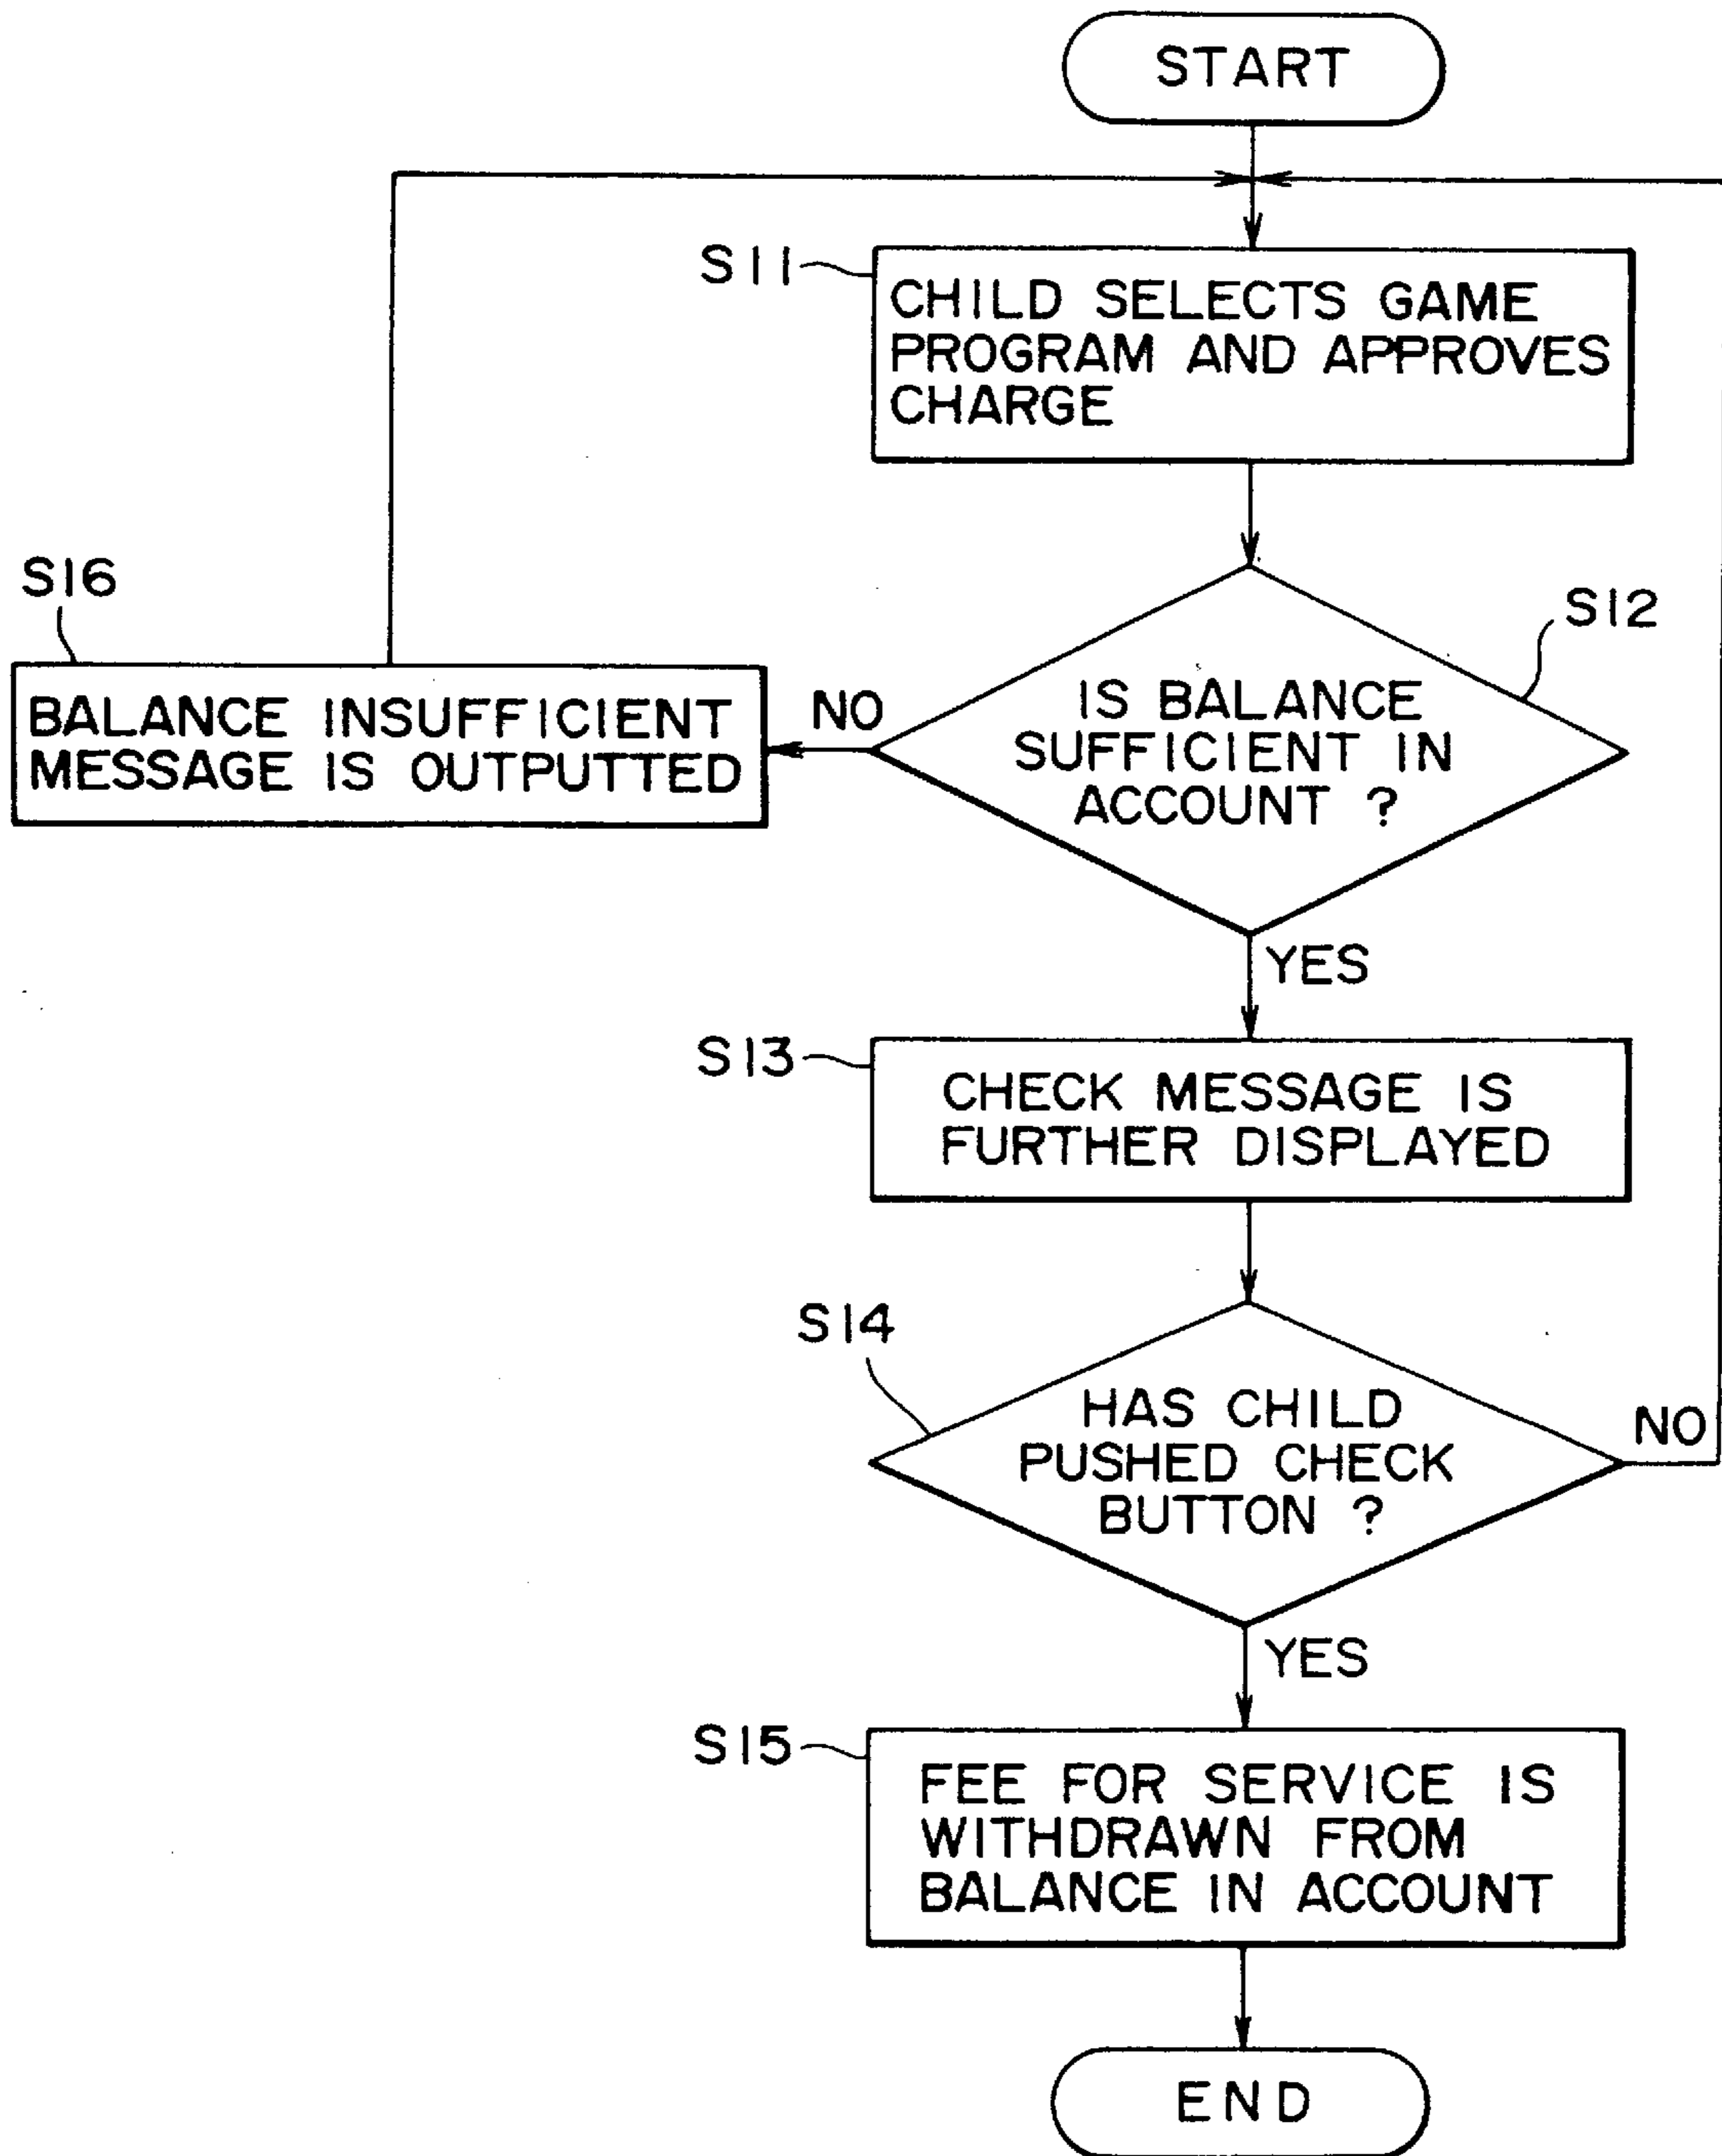 START
S11
CHILD SELECTS GAME
PROGRAM AND APPROVES
CHARGE
S16
S12
BALANCE INSUFFICIENT
MESSAGE IS OUTPUTTED
NO
IS BALANCE
SUFFICIENT IN
ACCOUNT ?
YES
S13
CHECK MESSAGE IS
FURTHER DISPLAYED
S14
HAS CHILD
PUSHED CHECK
BUTTON ?
NO
YES
S15
FEE FOR SERVICE IS
WITHDRAWN FROM
BALANCE IN ACCOUNT
END